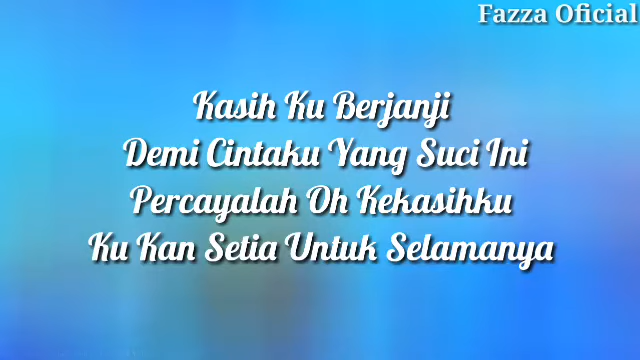 Fazza Oficial
Kasih Ku Berjanji
Demi Cintaku Yang Suci Ini
Percayalah Oh Kekasihku
Ku Kan Setia Untuk Selamanya